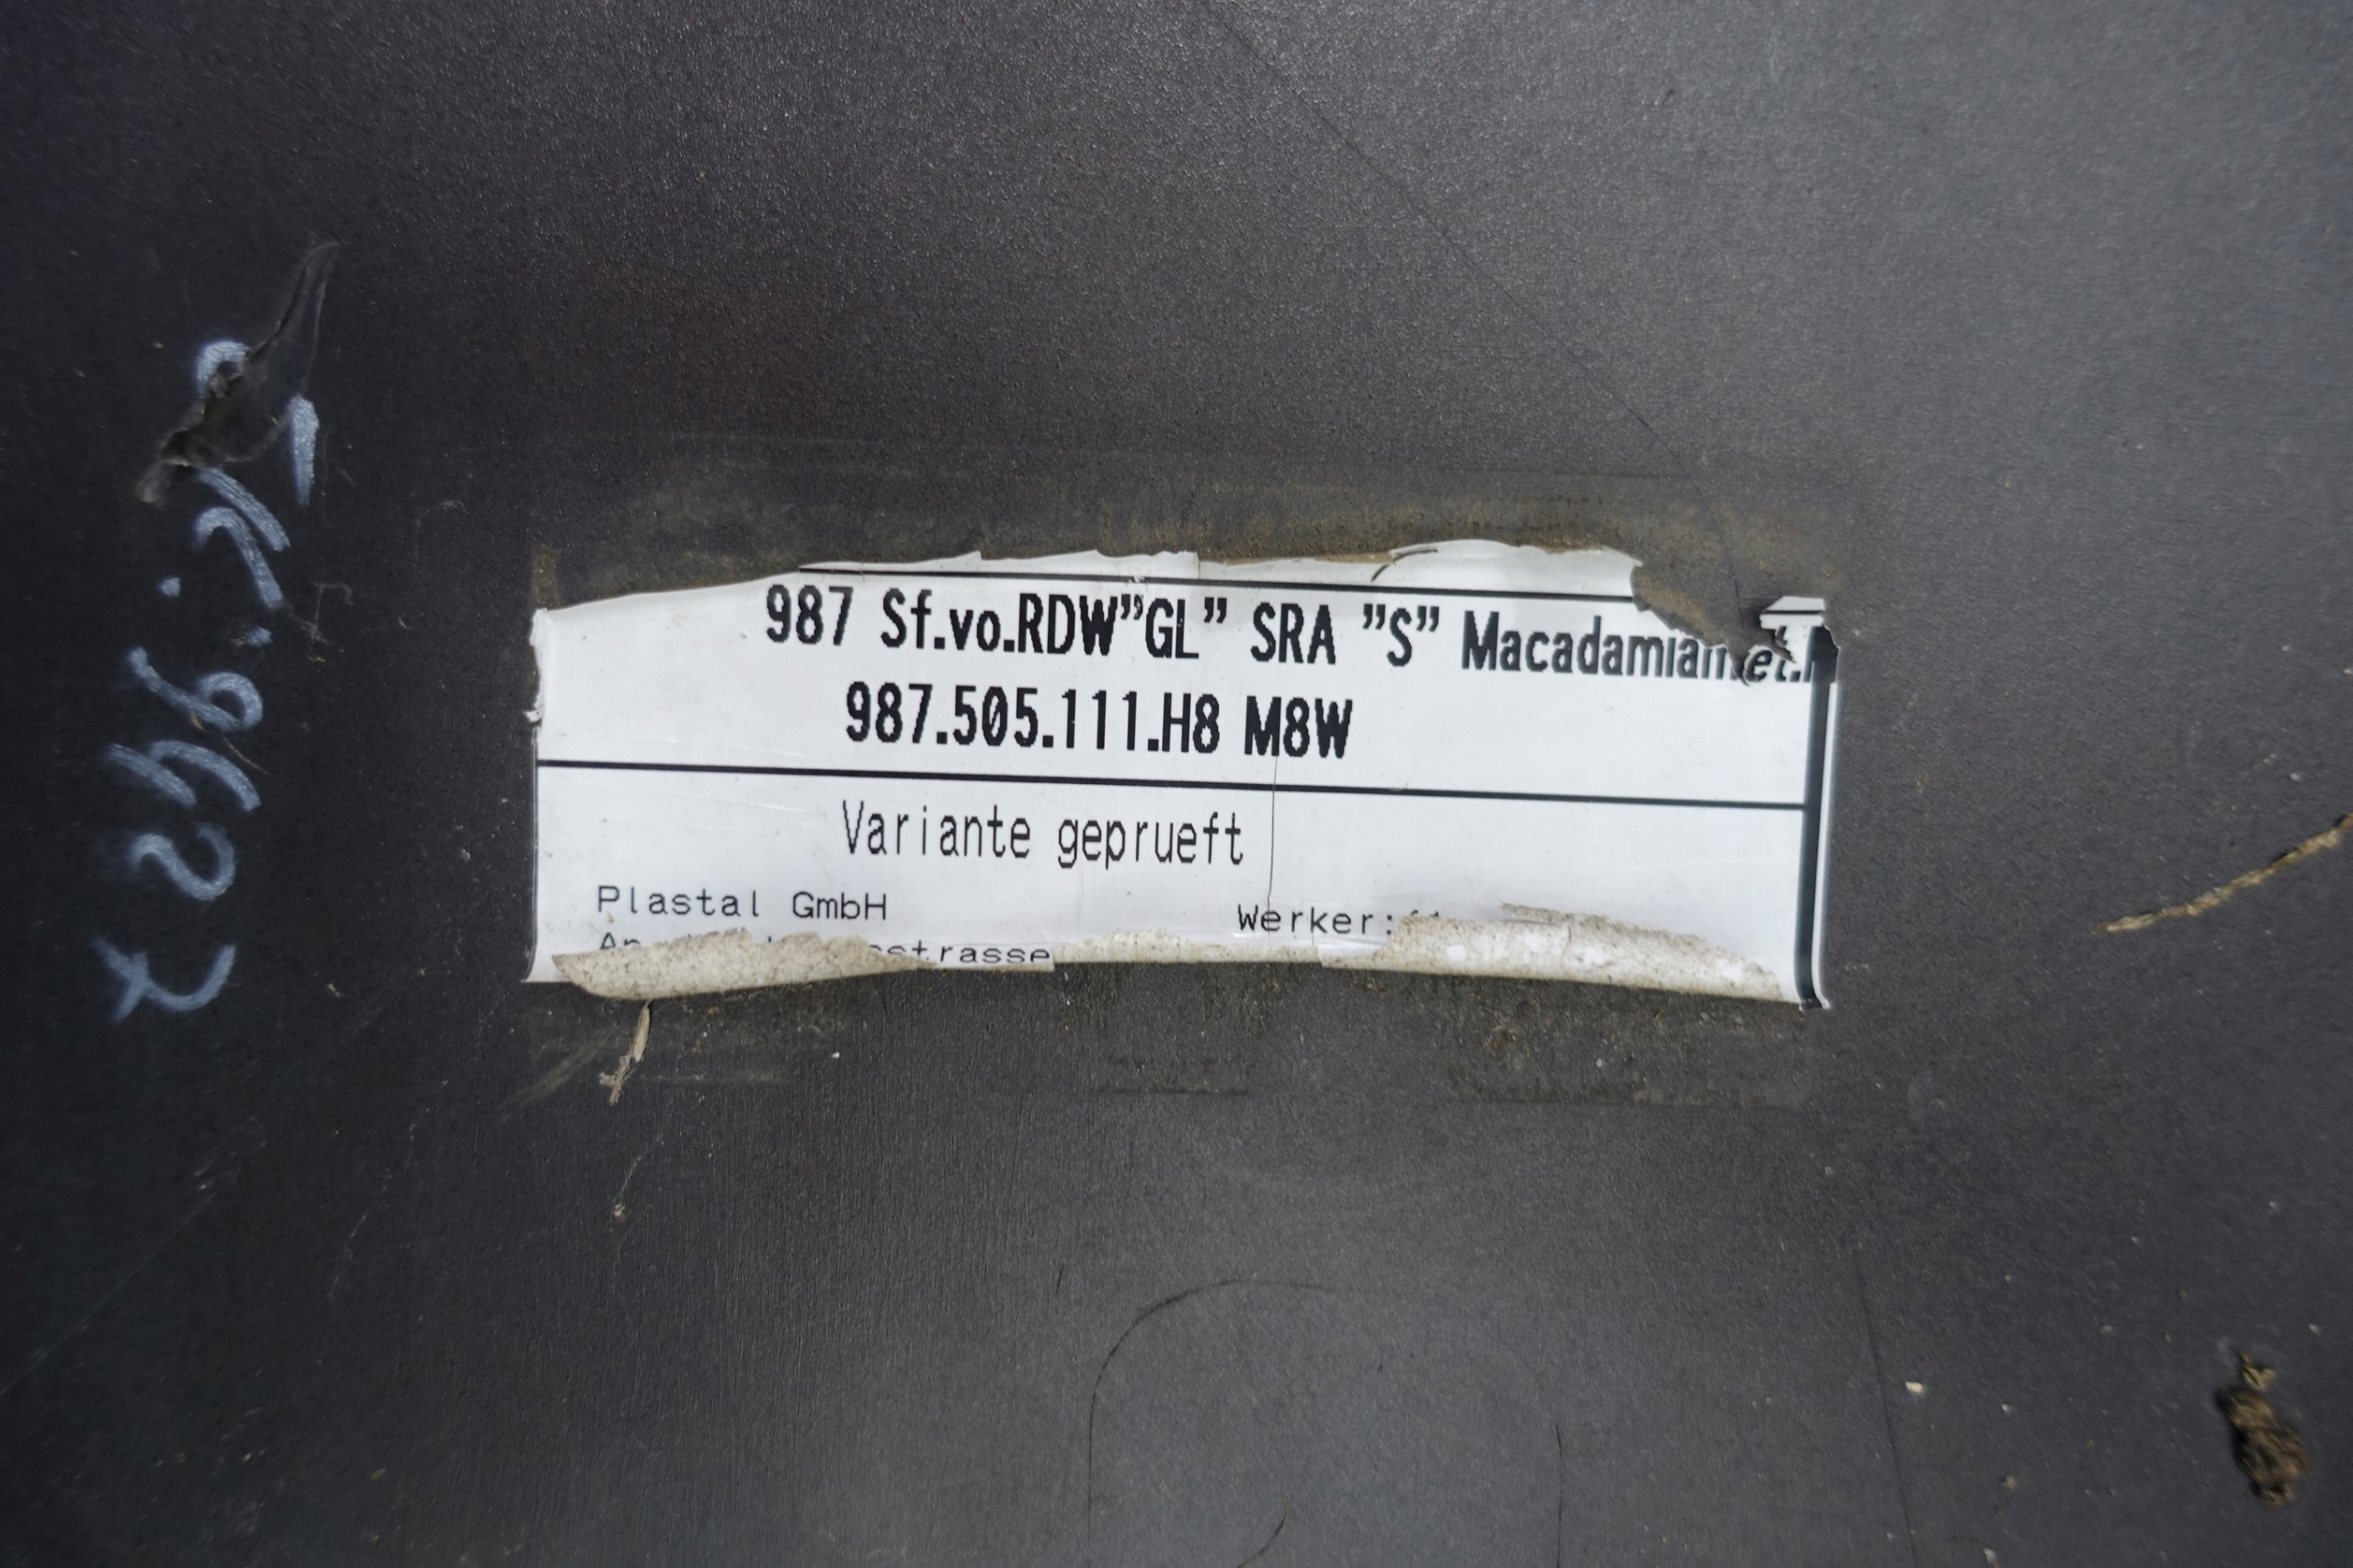 987 Sf.vo.RDW”GL” SRA ”S” Macadamiamet.
987.505.111.H8 M8W
Variante geprueft
Plastal GmbH
Werker: